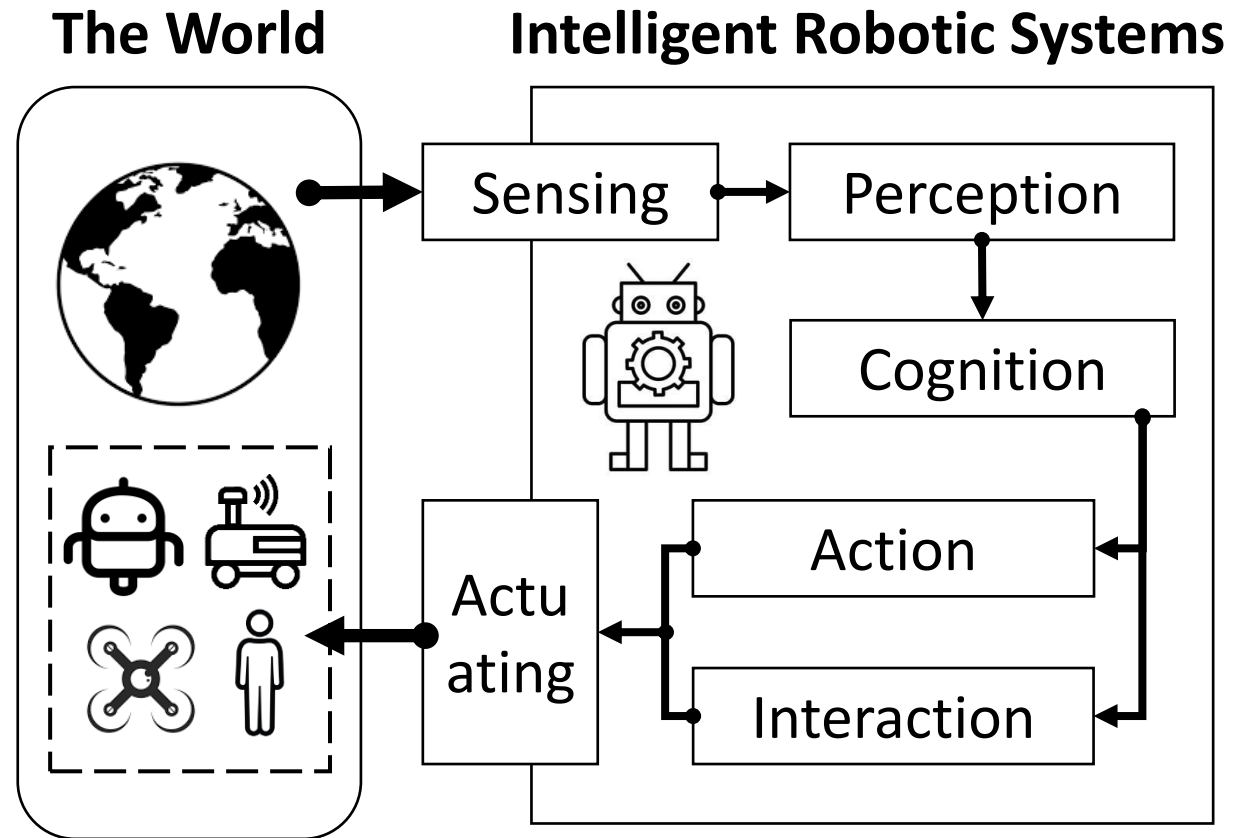 The World
Intelligent Robotic Systems
Sensing
Perception
Cognition
Action
Actu
ating
Interaction